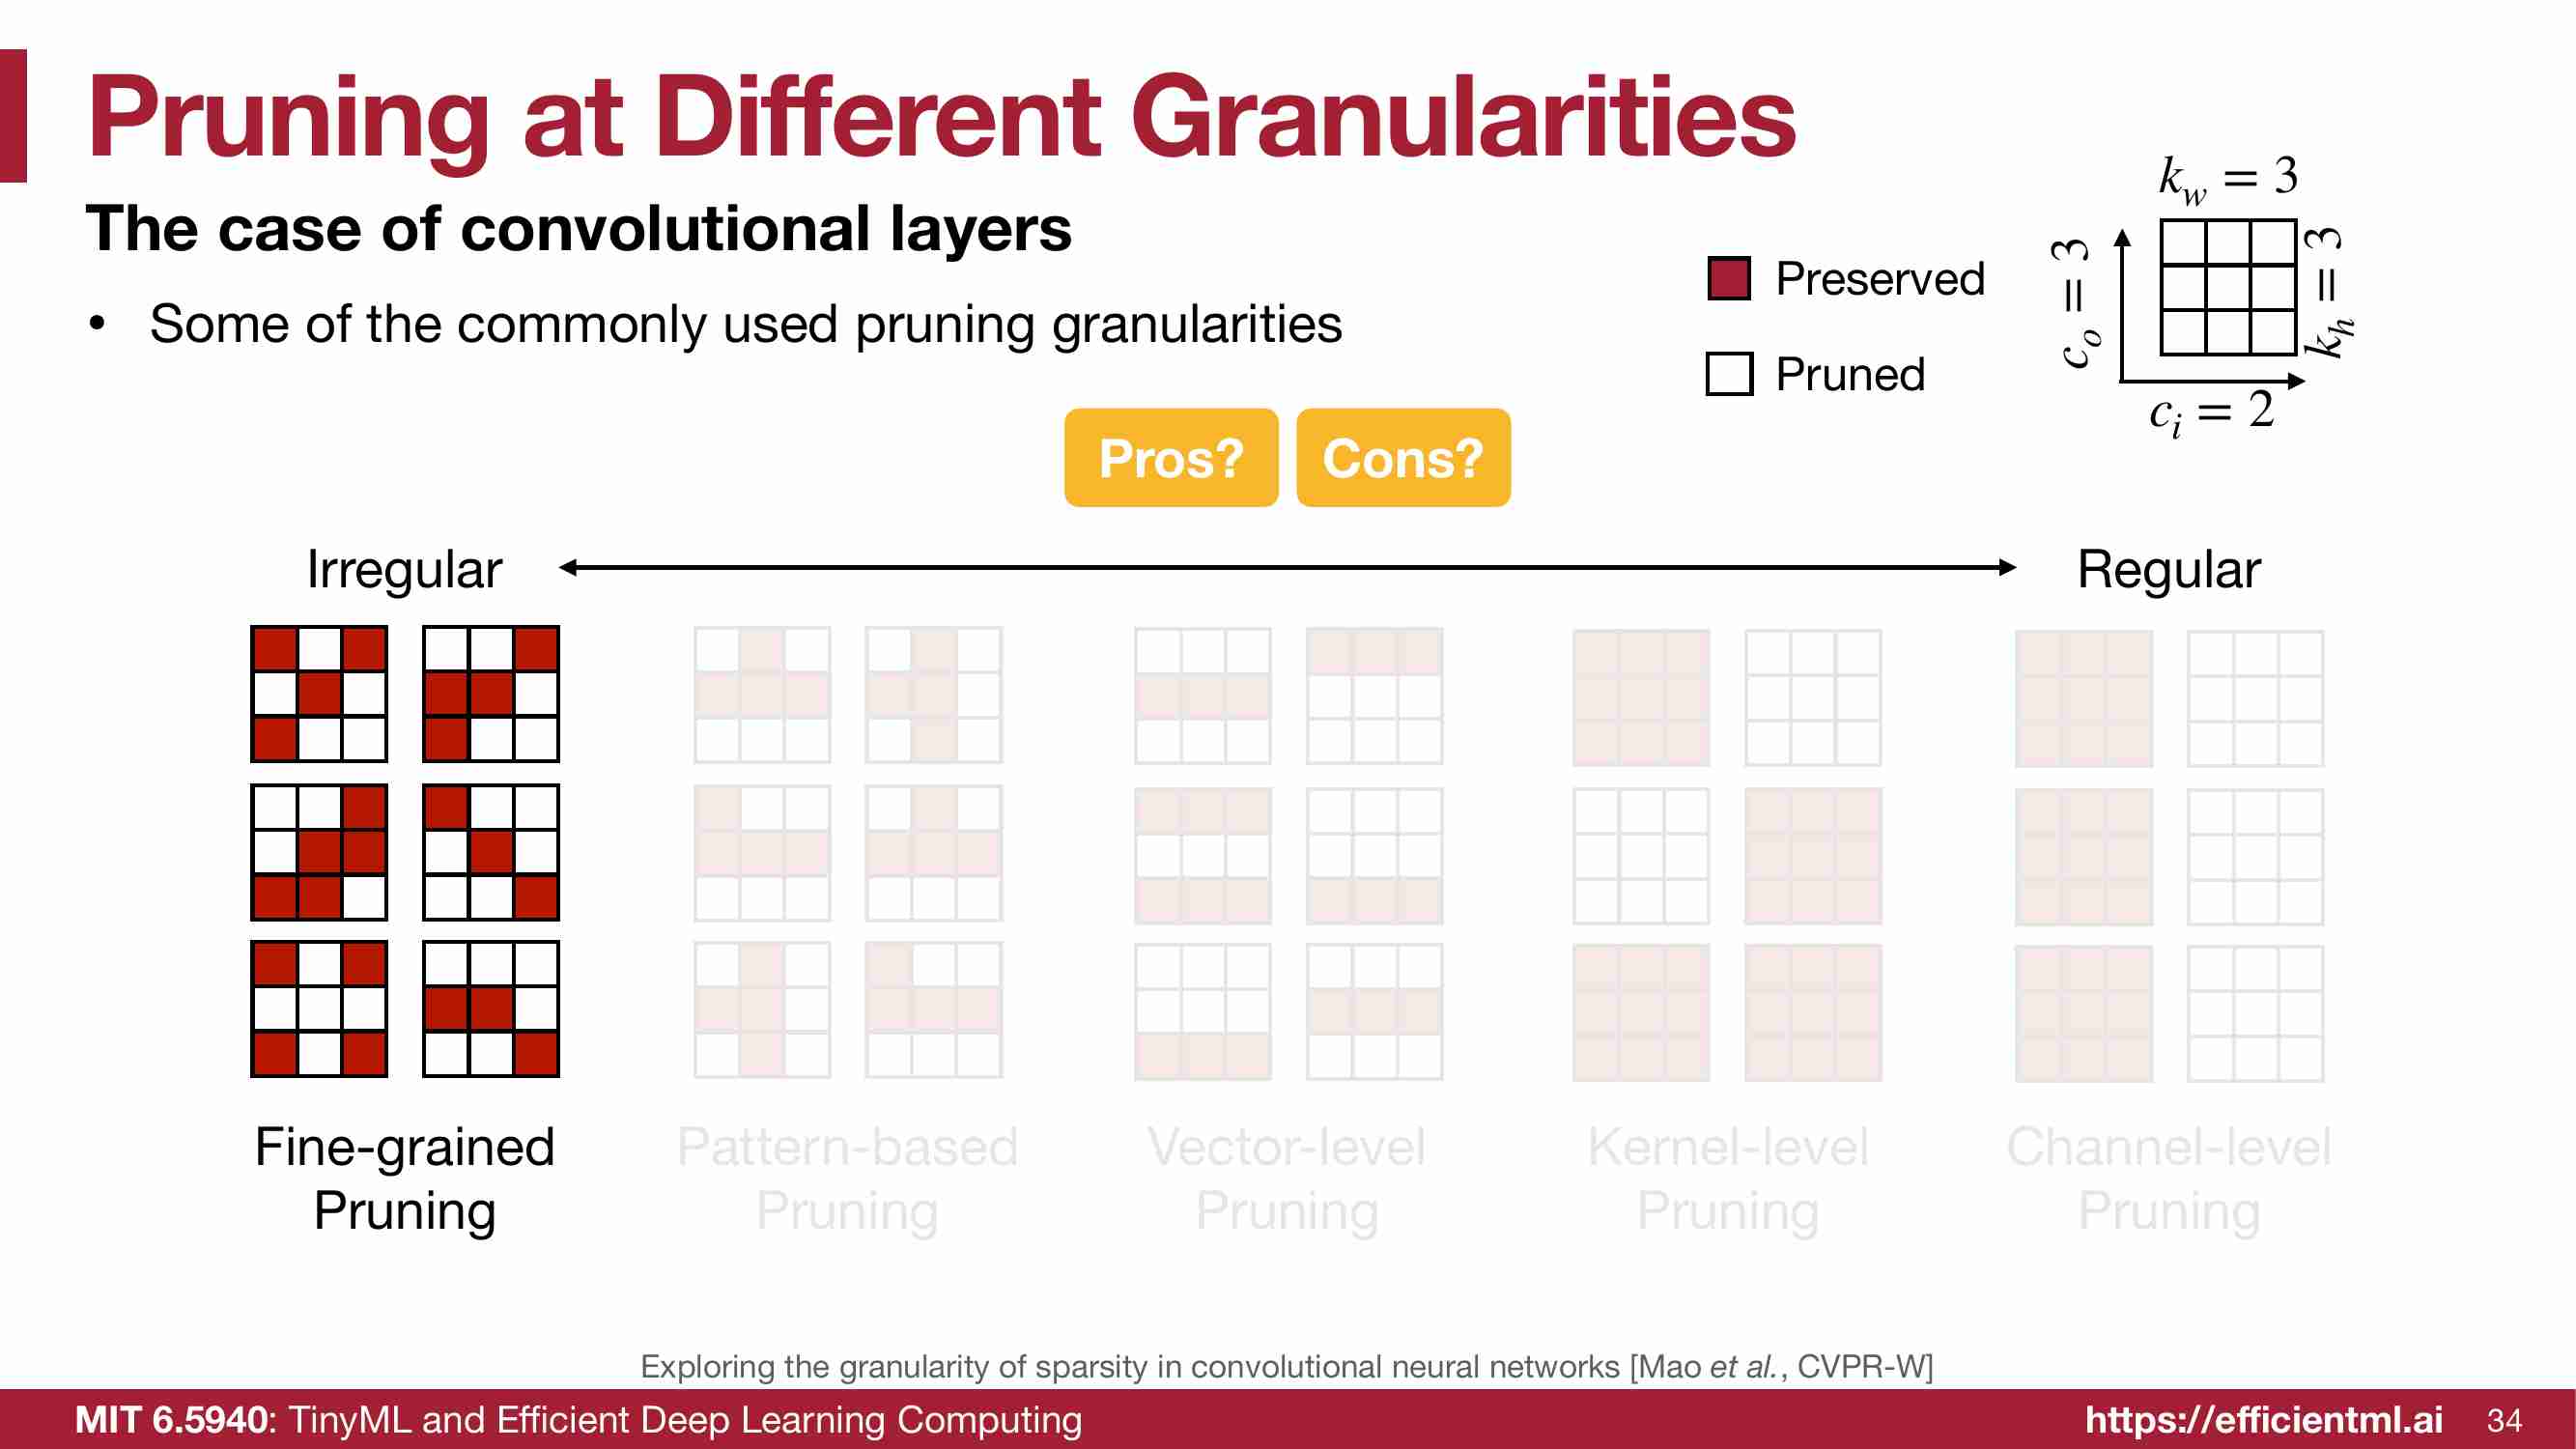 Pruning at Different Granularities
The case of convolutional layers
• Some of the commonly used pruning granularities
Preserved
Pruned
k_w = 3
c_o = 3
k_h = 3
c_i = 2
Pros?
Cons?
Irregular
Regular
Fine-grained
Pruning
Pattern-based
Pruning
Vector-level
Pruning
Kernel-level
Pruning
Channel-level
Pruning
Exploring the granularity of sparsity in convolutional neural networks [Mao et al., CVPR-W]
MIT 6.5940: TinyML and Efficient Deep Learning Computing
https://efficientml.ai
34